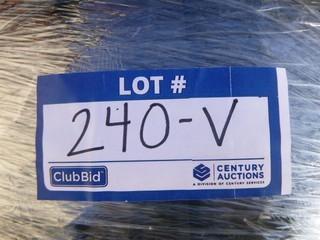 LOT #
240-V
ClubBid
CENTURY
AUCTIONS
A DIVISION OF CENTURY SERVICES